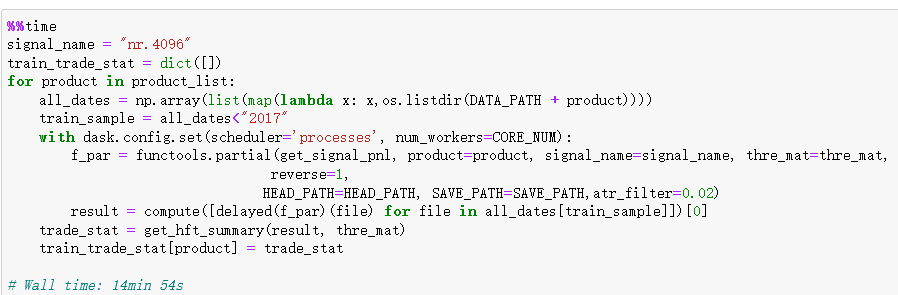 %%time
signal_name = "nr.4096"
train_trade_stat = dict([])
for product in product_list:
    all_dates = np.array(list(map(lambda x: x,os.listdir(DATA_PATH + product))))
    train_sample = all_dates<"2017"
    with dask.config.set(scheduler='processes', num_workers=CORE_NUM):
        f_par = functools.partial(get_signal_pnl, product=product, signal_name=signal_name, thre_mat=thre_mat,
                                  reverse=1,
                                 HEAD_PATH=HEAD_PATH, SAVE_PATH=SAVE_PATH,atr_filter=0.02)
        result = compute([delayed(f_par)(file) for file in all_dates[train_sample]])[0]
    trade_stat = get_hft_summary(result, thre_mat)
    train_trade_stat[product] = trade_stat
# Wall time: 14min 54s